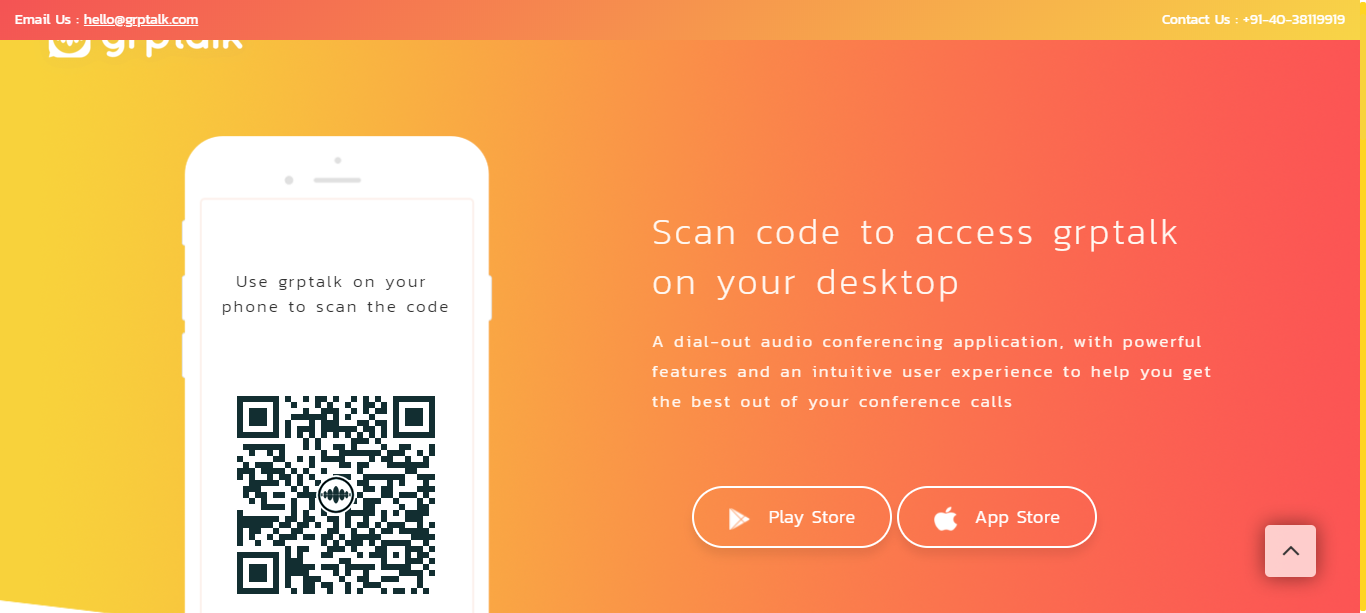 Email Us : hello@grptalk.com
Contact Us : +91-40-38119919
grptalk
Use grptalk on your
phone to scan the code
Scan code to access grptalk
on your desktop
A dial-out audio conferencing application, with powerful
features and an intuitive user experience to help you get
the best out of your conference calls
Play Store
App Store